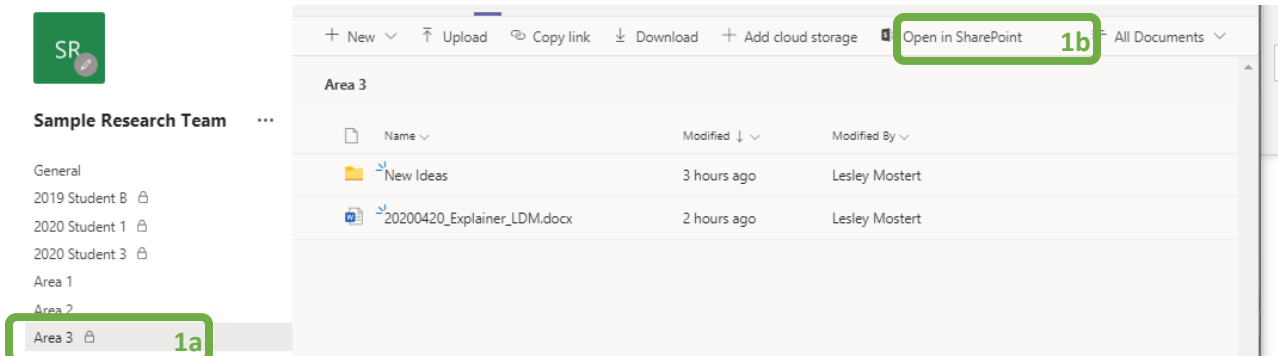 SR
Sample Research Team ...
General
2019 Student B
2020 Student 1
2020 Student 3
Area 1
Area 2
Area 3 1a
+ New Upload Copy link Download + Add cloud storage Open in SharePoint 1b All Documents
Area 3
Name Modified ↓ Modified By
New Ideas 3 hours ago Lesley Mostert
20200420_Explainer_LDM.docx 2 hours ago Lesley Mostert